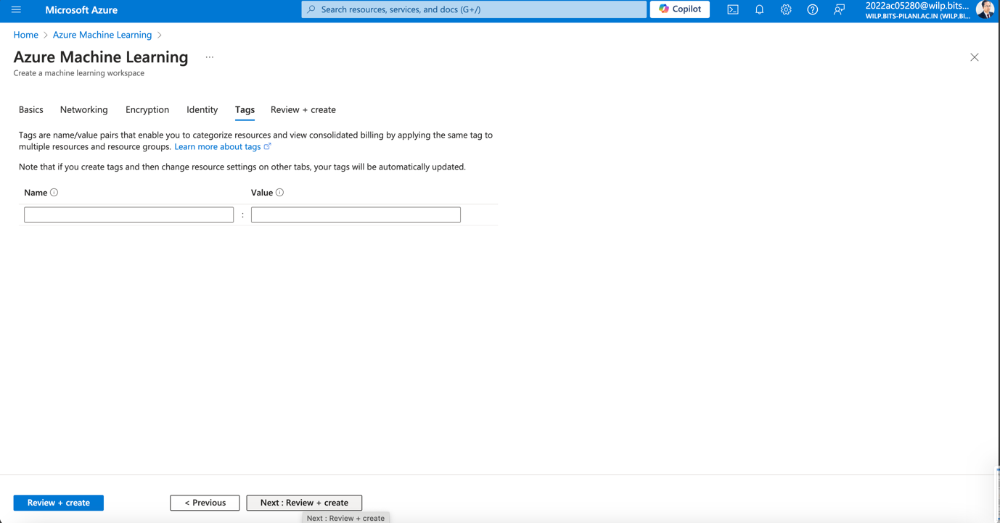 Microsoft Azure
Search resources, services, and docs (G+/)
Copilot
2022ac05280@wilp.bits...
WILP.BITS-PILANI.AC.IN (WILP.BI...
Home > Azure Machine Learning >
Azure Machine Learning ...
Create a machine learning workspace
Basics Networking Encryption Identity Tags Review + create
Tags are name/value pairs that enable you to categorize resources and view consolidated billing by applying the same tag to
multiple resources and resource groups. Learn more about tags
Note that if you create tags and then change resource settings on other tabs, your tags will be automatically updated.
Name Value
:
Review + create < Previous Next : Review + create
Next : Review + create